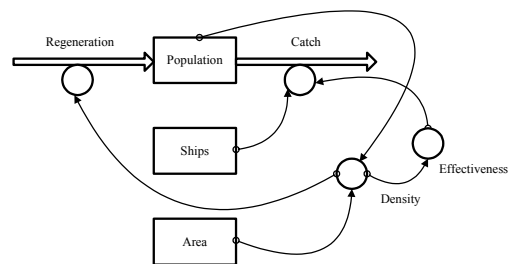 Regeneration
Catch
Population
Ships
Effectiveness
Density
Area